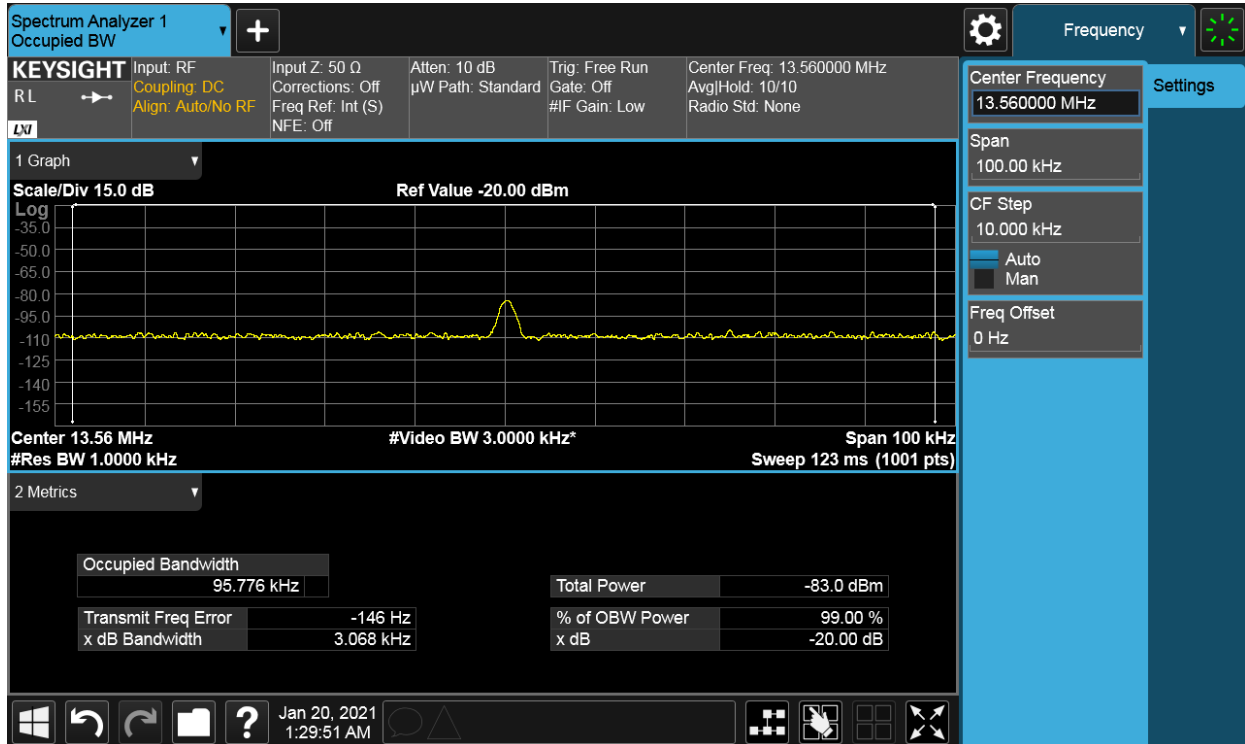 Spectrum Analyzer 1
Occupied BW
+
Frequency
KEYSIGHT
R L
LXI
Input: RF
Coupling: DC
Align: Auto/No RF
Input Z: 50 Ω
Corrections: Off
Freq Ref: Int (S)
NFE: Off
Atten: 10 dB
µW Path: Standard
Trig: Free Run
Gate: Off
#IF Gain: Low
Center Freq: 13.560000 MHz
Avg|Hold: 10/10
Radio Std: None
Center Frequency
13.560000 MHz
Settings
Span
100.00 kHz
CF Step
10.000 kHz
Auto
Man
Freq Offset
0 Hz
1 Graph
Scale/Div 15.0 dB
Ref Value -20.00 dBm
Log
-35.0
-50.0
-65.0
-80.0
-95.0
-110
-125
-140
-155
Center 13.56 MHz
#Video BW 3.0000 kHz*
Span 100 kHz
#Res BW 1.0000 kHz
Sweep 123 ms (1001 pts)
2 Metrics
Occupied Bandwidth
95.776 kHz
Total Power -83.0 dBm
Transmit Freq Error -146 Hz
% of OBW Power 99.00 %
x dB Bandwidth 3.068 kHz
x dB -20.00 dB
?
Jan 20, 2021
1:29:51 AM